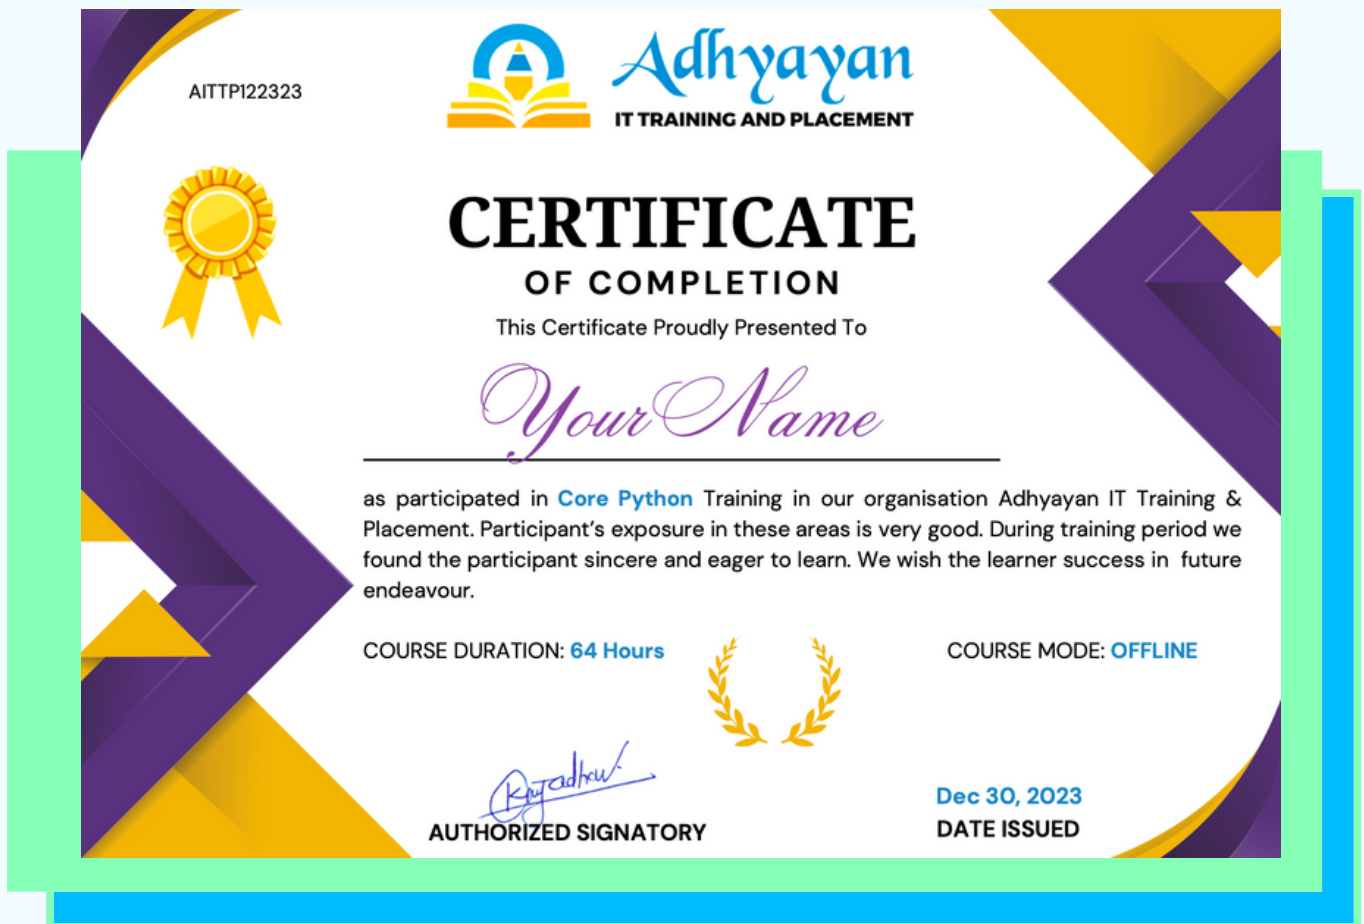 AITTP122323
Adhyayan
IT TRAINING AND PLACEMENT
CERTIFICATE
OF COMPLETION
This Certificate Proudly Presented To
Your Name
as participated in Core Python Training in our organisation Adhyayan IT Training &
Placement. Participant’s exposure in these areas is very good. During training period we
found the participant sincere and eager to learn. We wish the learner success in future
endeavour.
COURSE DURATION: 64 Hours
COURSE MODE: OFFLINE
AUTHORIZED SIGNATORY
Dec 30, 2023
DATE ISSUED